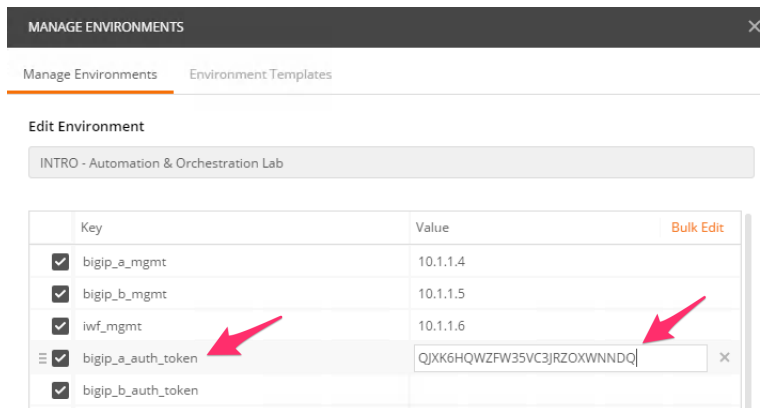 MANAGE ENVIRONMENTS
Manage Environments Environment Templates
Edit Environment
INTRO - Automation & Orchestration Lab
Key Value Bulk Edit
bigip_a_mgmt 10.1.1.4
bigip_b_mgmt 10.1.1.5
iwf_mgmt 10.1.1.6
bigip_a_auth_token QJXK6HQWZFW35VC3JRZOXWNNDQ
bigip_b_auth_token